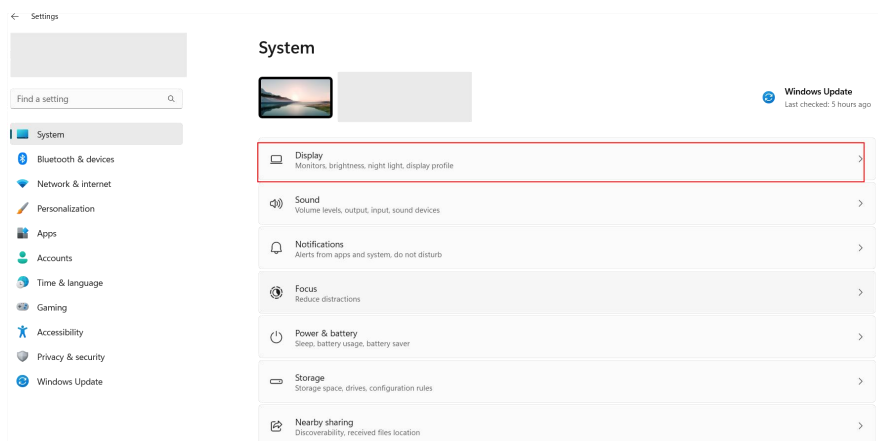 Settings
System
Find a setting
Windows Update
Last checked: 5 hours ago
System
Bluetooth & devices
Network & internet
Personalization
Apps
Accounts
Time & language
Gaming
Accessibility
Privacy & security
Windows Update
Display
Monitors, brightness, night light, display profile
Sound
Volume levels, output, input, sound devices
Notifications
Alerts from apps and system, do not disturb
Focus
Reduce distractions
Power & battery
Sleep, battery usage, battery saver
Storage
Storage space, drives, configuration rules
Nearby sharing
Discoverability, received files location